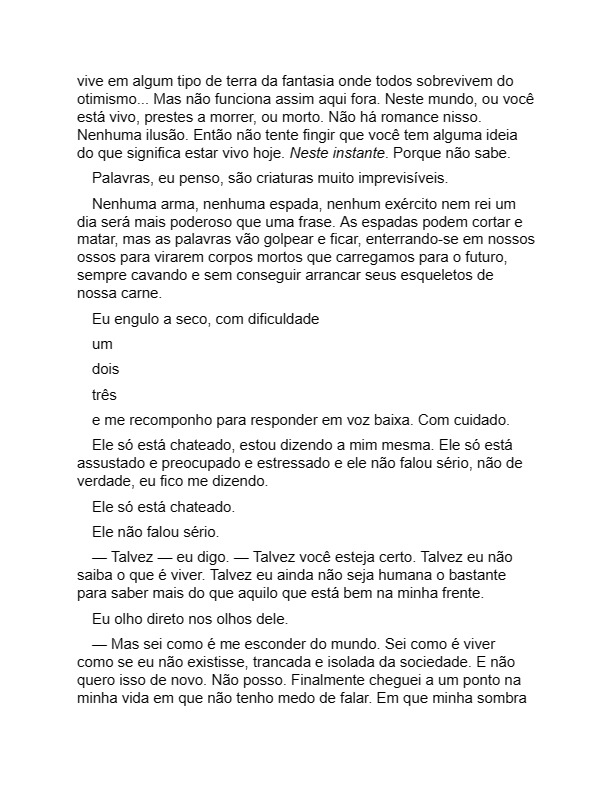 vive em algum tipo de terra da fantasia onde todos sobrevivem do
otimismo... Mas não funciona assim aqui fora. Neste mundo, ou você
está vivo, prestes a morrer, ou morto. Não há romance nisso.
Nenhuma ilusão. Então não tente fingir que você tem alguma ideia
do que significa estar vivo hoje. Neste instante. Porque não sabe.
Palavras, eu penso, são criaturas muito imprevisíveis.
Nenhuma arma, nenhuma espada, nenhum exército nem rei um
dia será mais poderoso que uma frase. As espadas podem cortar e
matar, mas as palavras vão golpear e ficar, enterrando-se em nossos
ossos para virarem corpos mortos que carregamos para o futuro,
sempre cavando e sem conseguir arrancar seus esqueletos de
nossa carne.
Eu engulo a seco, com dificuldade
um
dois
três
e me recomponho para responder em voz baixa. Com cuidado.
Ele só está chateado, estou dizendo a mim mesma. Ele só está
assustado e preocupado e estressado e ele não falou sério, não de
verdade, eu fico me dizendo.
Ele só está chateado.
Ele não falou sério.
— Talvez — eu digo. — Talvez você esteja certo. Talvez eu não
saiba o que é viver. Talvez eu ainda não seja humana o bastante
para saber mais do que aquilo que está bem na minha frente.
Eu olho direto nos olhos dele.
— Mas sei como é me esconder do mundo. Sei como é viver
como se eu não existisse, trancada e isolada da sociedade. E não
quero isso de novo. Não posso. Finalmente cheguei a um ponto na
minha vida em que não tenho medo de falar. Em que minha sombra